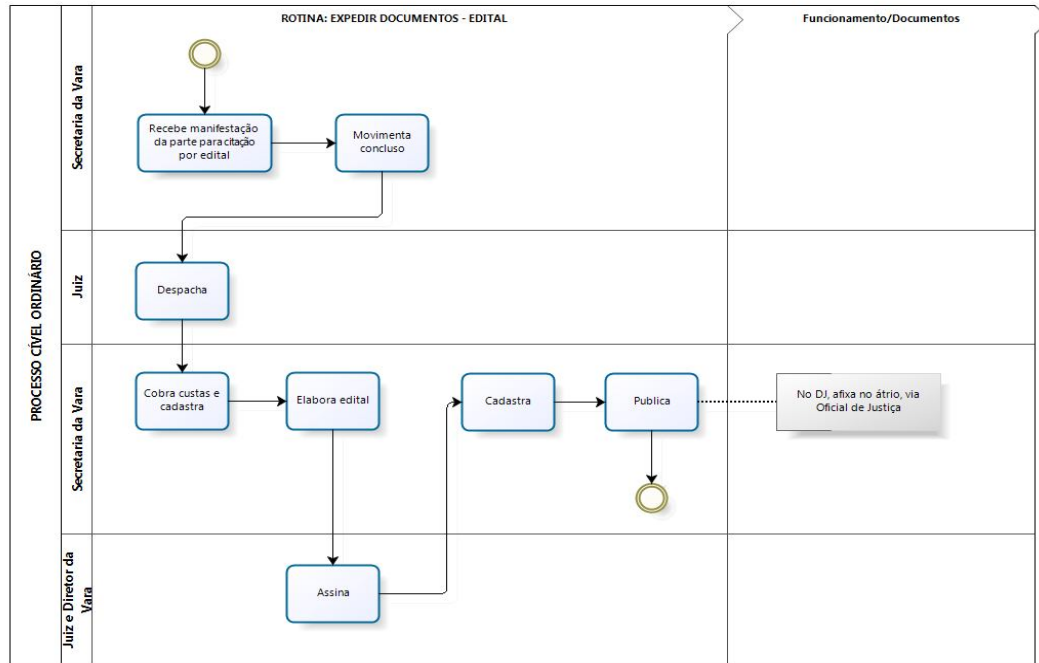 ROTINA: EXPEDIR DOCUMENTOS - EDITAL
Funcionamento/Documentos
PROCESSO CÍVEL ORDINÁRIO
Secretaria da Vara
Recebe manifestação
da parte para citação
por edital
Movimenta
concluso
Juiz
Despacha
Secretaria da Vara
Cobra custas e
cadastra
Elabora edital
Cadastra
Publica
No DJ, afixa no átrio, via
Oficial de Justiça
Juiz e Diretor da
Vara
Assina